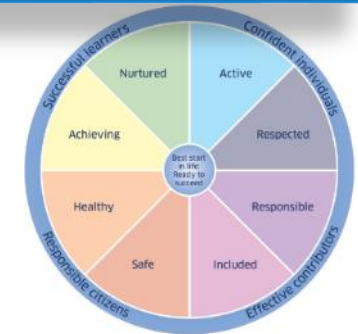 Successful learners
Confident individuals
Nurtured
Active
Achieving
Respected
Best start
in life:
Ready to
succeed
Healthy
Responsible
Safe
Included
Responsible citizens
Effective contributors